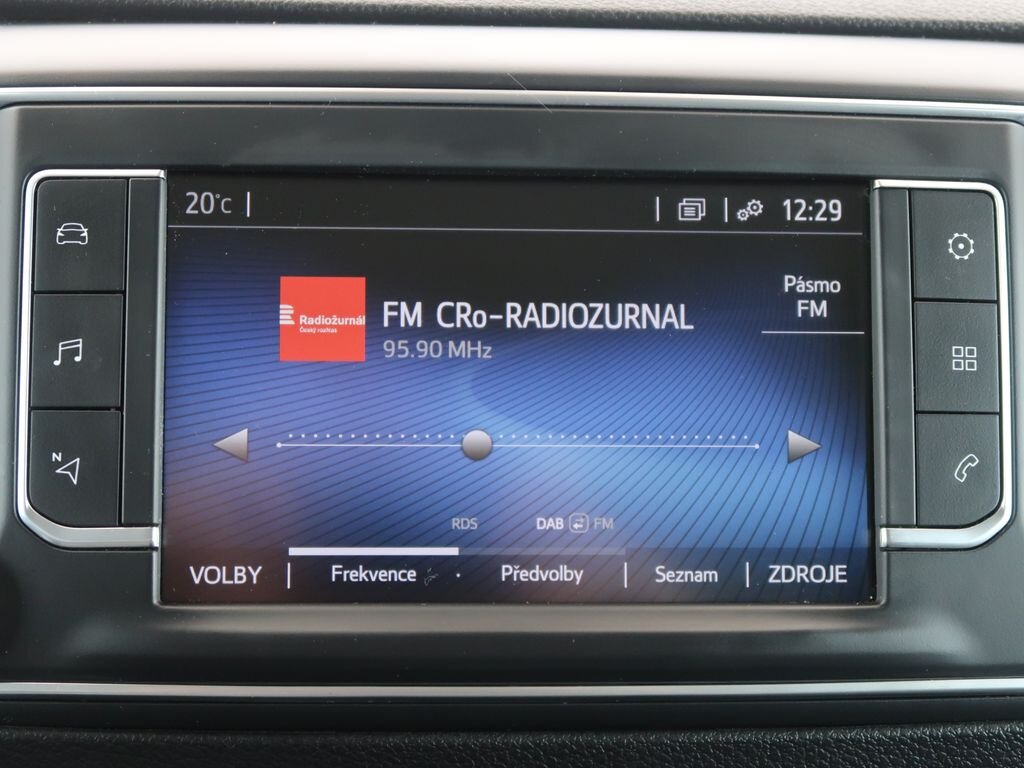 20°C
12:29
Pásmo
FM
Radiožurnál
Český rozhlas
FM CRo-RADIOZURNAL
95.90 MHz
N
RDS
DAB FM
VOLBY
Frekvence
Předvolby
Seznam
ZDROJE